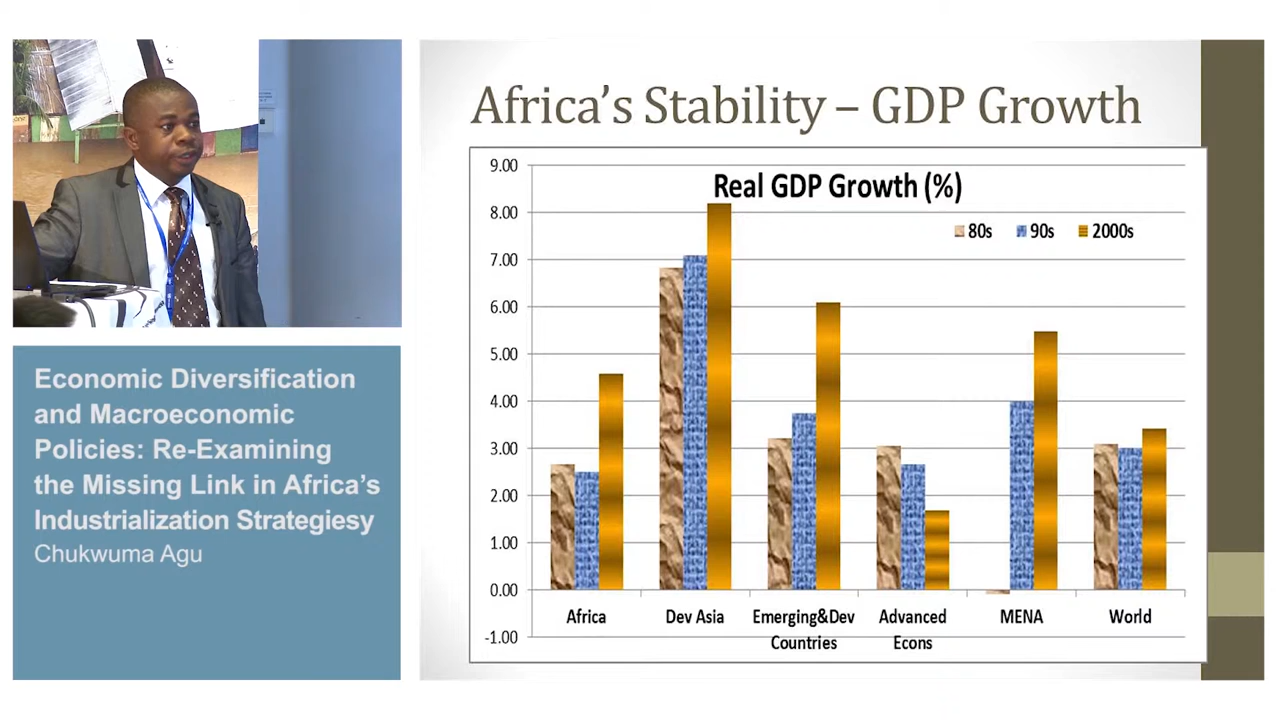 Economic Diversification
and Macroeconomic
Policies: Re-Examining
the Missing Link in Africa's
Industrialization Strategiesy
Chukwuma Agu
Africa's Stability – GDP Growth
Real GDP Growth (%)
80s 90s 2000s
9.00
8.00
7.00
6.00
5.00
4.00
3.00
2.00
1.00
0.00
-1.00
Africa Dev Asia Emerging&Dev Advanced MENA World
Countries Econs